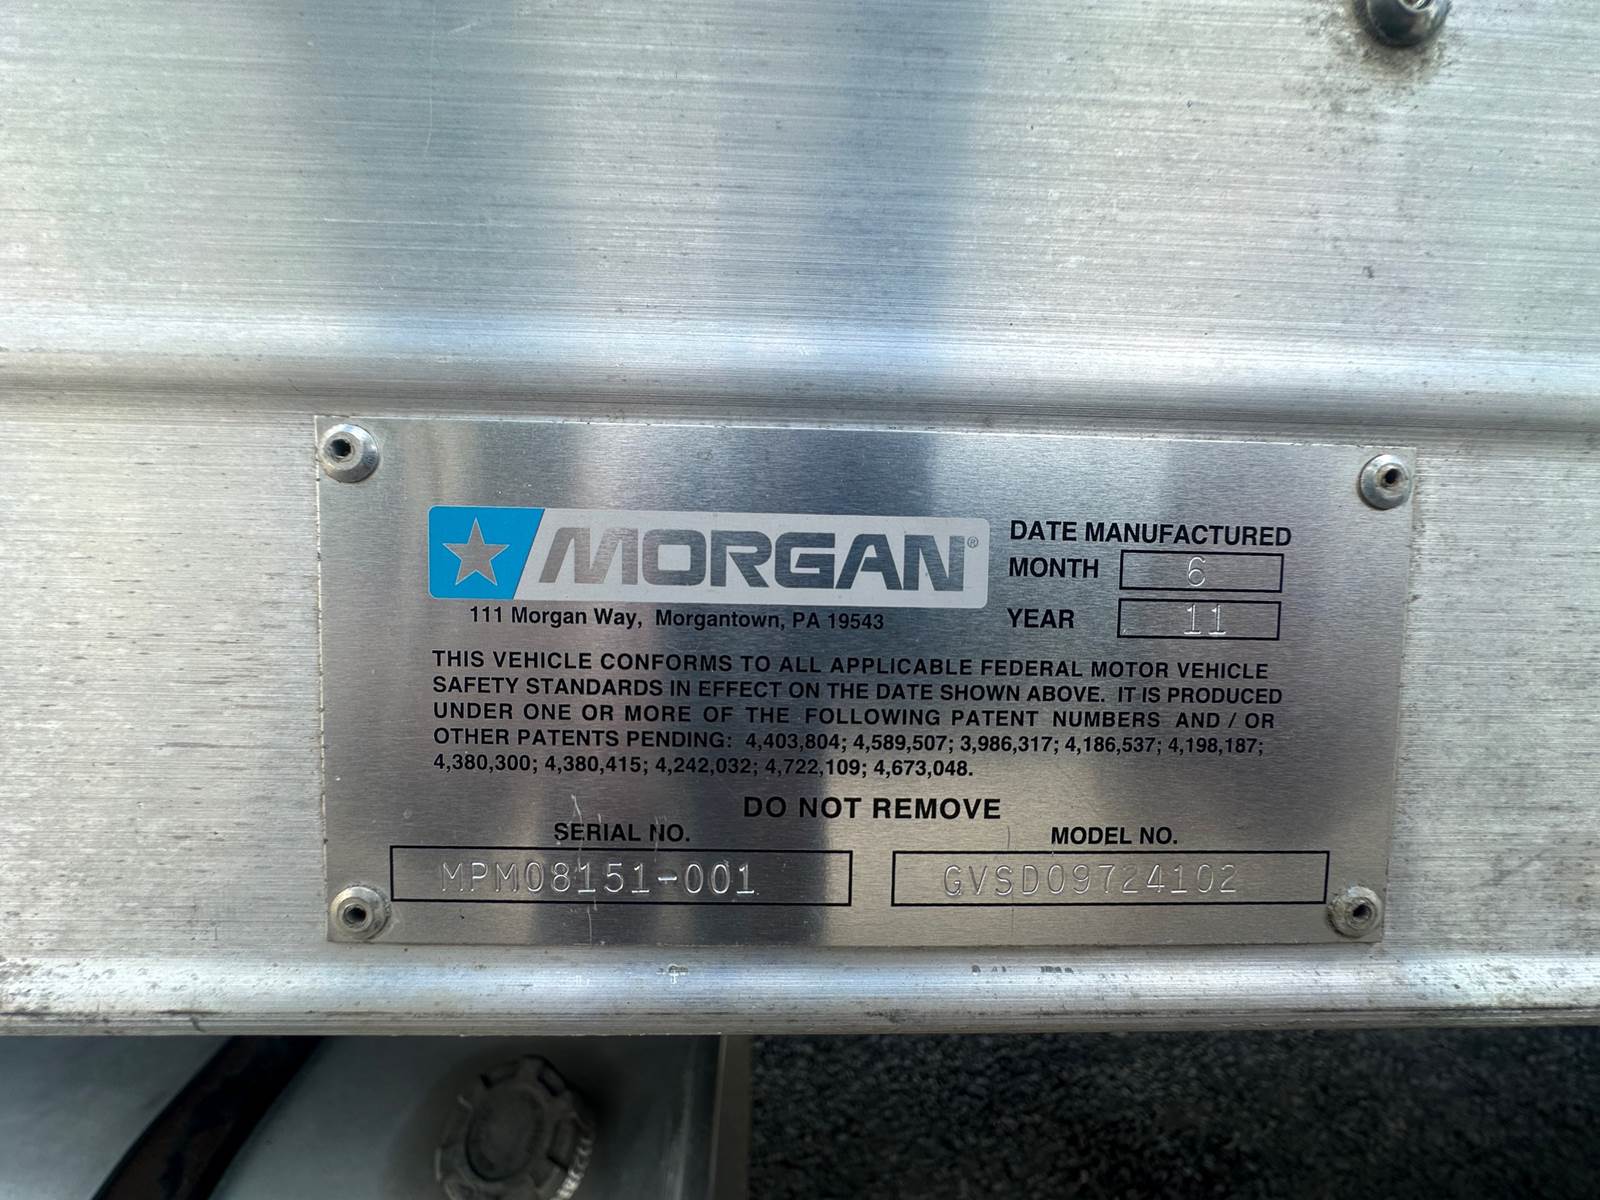 MORGAN®
111 Morgan Way, Morgantown, PA 19543
DATE MANUFACTURED
MONTH 6
YEAR 11
THIS VEHICLE CONFORMS TO ALL APPLICABLE FEDERAL MOTOR VEHICLE
SAFETY STANDARDS IN EFFECT ON THE DATE SHOWN ABOVE. IT IS PRODUCED
UNDER ONE OR MORE OF THE FOLLOWING PATENT NUMBERS AND / OR
OTHER PATENTS PENDING: 4,403,804; 4,589,507; 3,986,317; 4,186,537; 4,198,187;
4,380,300; 4,380,415; 4,242,032; 4,722,109; 4,673,048.
DO NOT REMOVE
SERIAL NO.
MPM08151-001
MODEL NO.
GVSD09724102